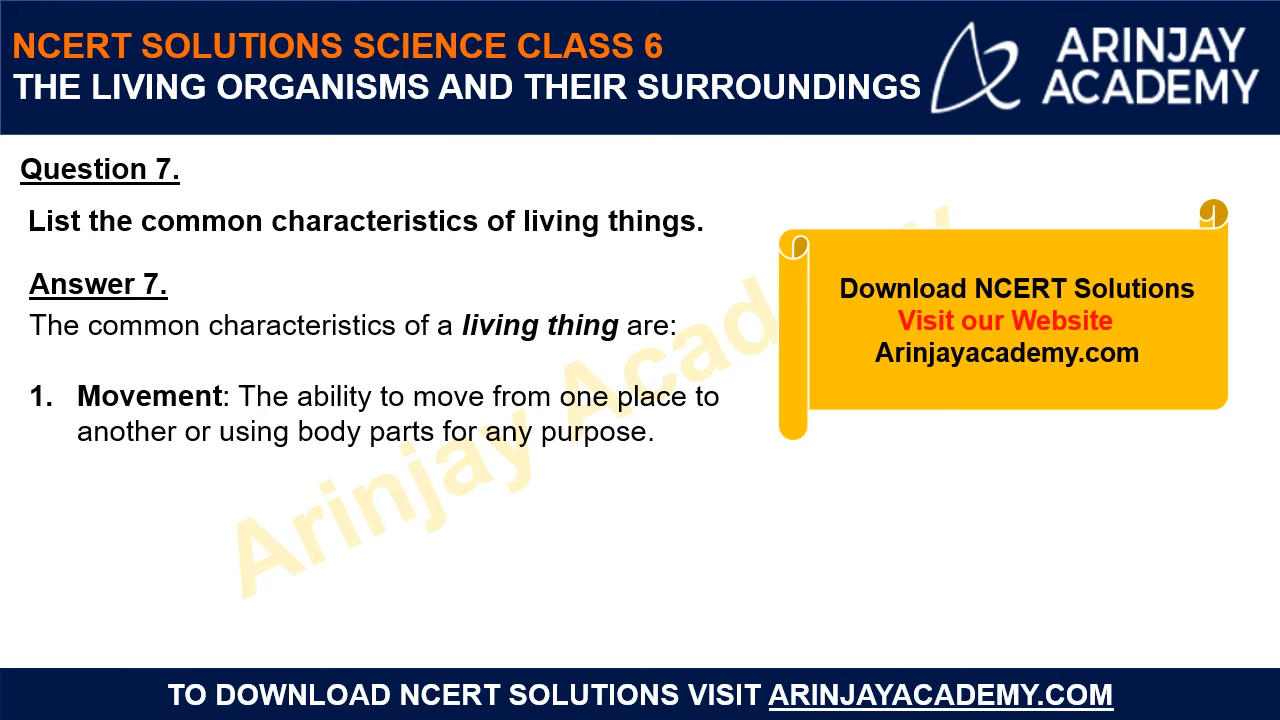 NCERT SOLUTIONS SCIENCE CLASS 6
THE LIVING ORGANISMS AND THEIR SURROUNDINGS
ARINJAY
ACADEMY
Question 7.
List the common characteristics of living things.
Answer 7.
The common characteristics of a living thing are:
1. Movement: The ability to move from one place to
another or using body parts for any purpose.
Download NCERT Solutions
Visit our Website
Arinjayacademy.com
Arinjay Academy
TO DOWNLOAD NCERT SOLUTIONS VISIT ARINJAYACADEMY.COM